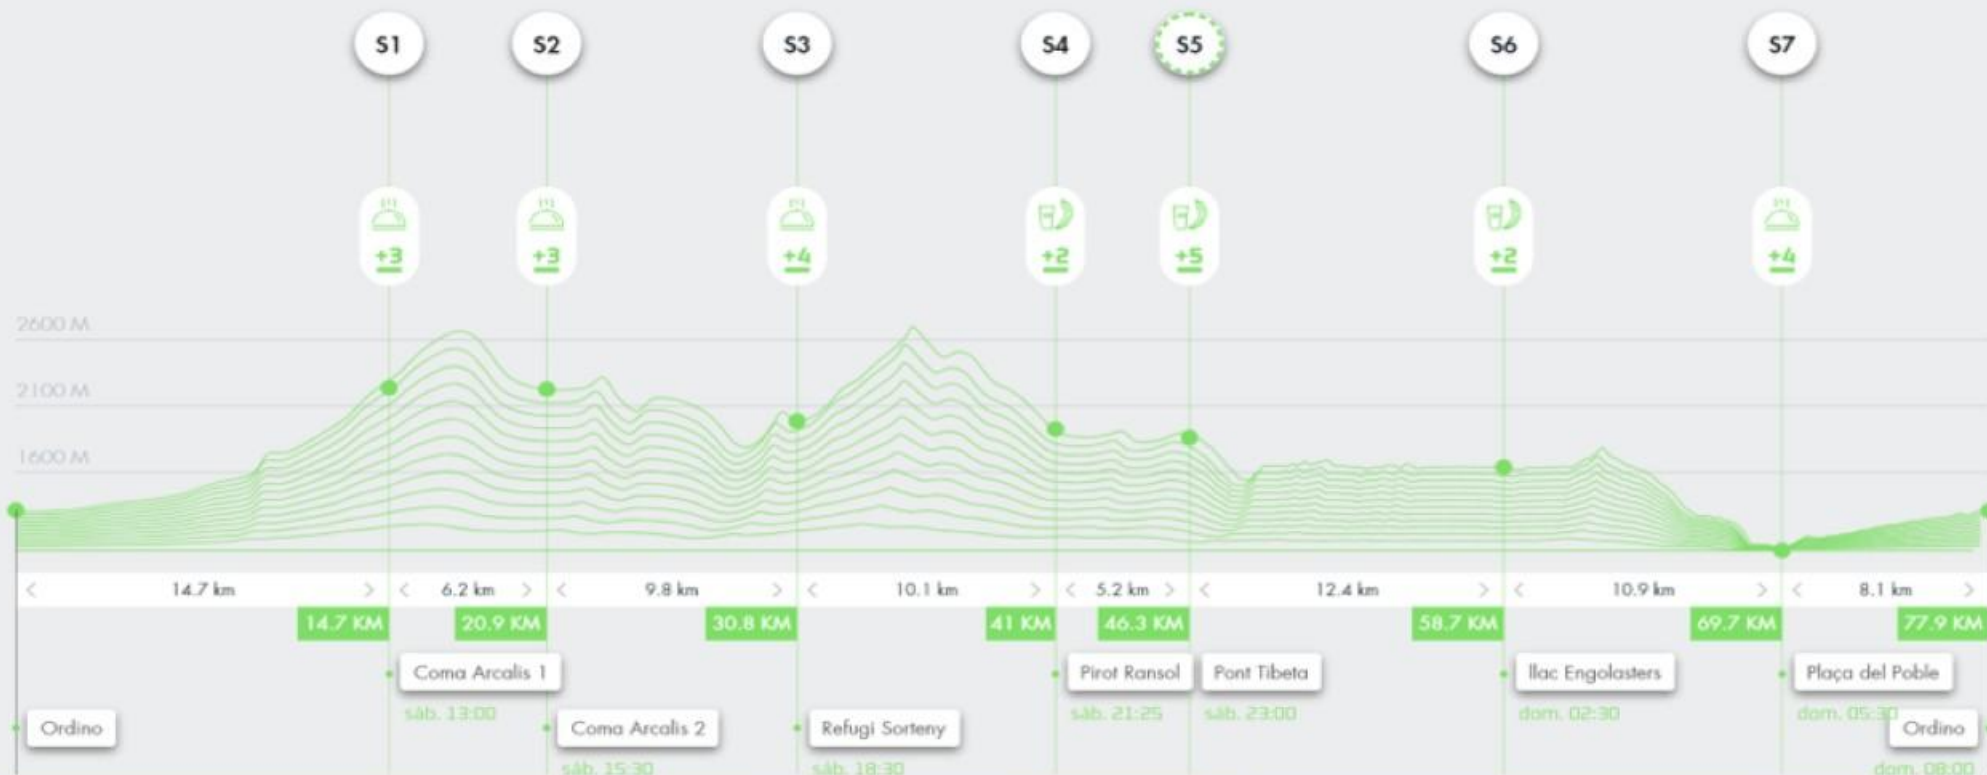 S1 S2 S3 S4 S5 S6 S7
+3 +3 +4 +2 +5 +2 +4
2600 M
2100 M
1600 M
14.7 km 6.2 km 9.8 km 10.1 km 5.2 km 12.4 km 10.9 km 8.1 km
14.7 KM 20.9 KM 30.8 KM 41 KM 46.3 KM 58.7 KM 69.7 KM 77.9 KM
Coma Arcalis 1 Pirot Ransol Pont Tibeta llac Engolasters Plaça del Poble
sáb. 13:00 sáb. 21:25 sáb. 23:00 dom. 02:30 dom. 05:30
Ordino Coma Arcalis 2 Refugi Sorteny Ordino
sáb. 15:30 sáb. 18:30 dom. 08:00